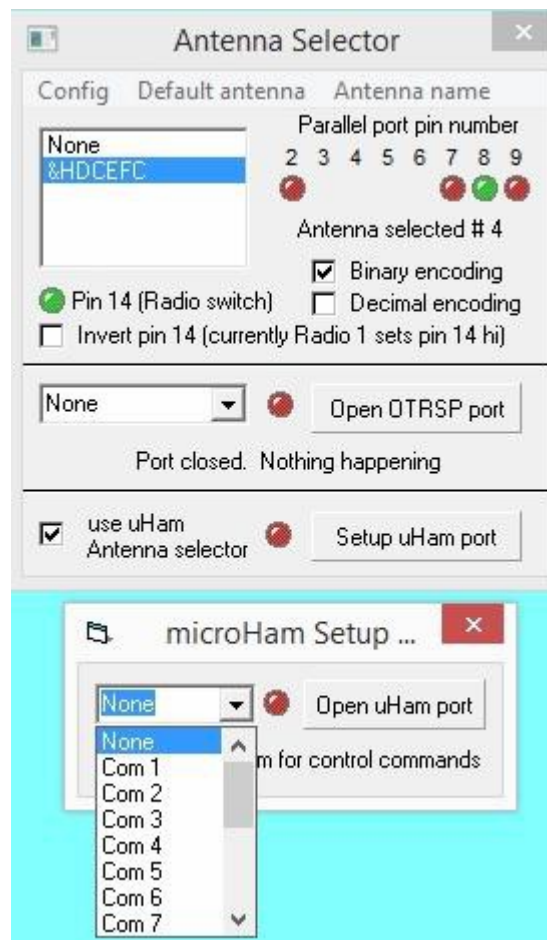 Antenna Selector
Config Default antenna Antenna name
None
&HDCEFC
Parallel port pin number
2 3 4 5 6 7 8 9
Antenna selected # 4
Binary encoding
Pin 14 (Radio switch)
Decimal encoding
Invert pin 14 (currently Radio 1 sets pin 14 hi)
None
Open OTRSP port
Port closed. Nothing happening
use uHam
Antenna selector
Setup uHam port
microHam Setup ...
None
Open uHam port
None
Com 1
m for control commands
Com 2
Com 3
Com 4
Com 5
Com 6
Com 7